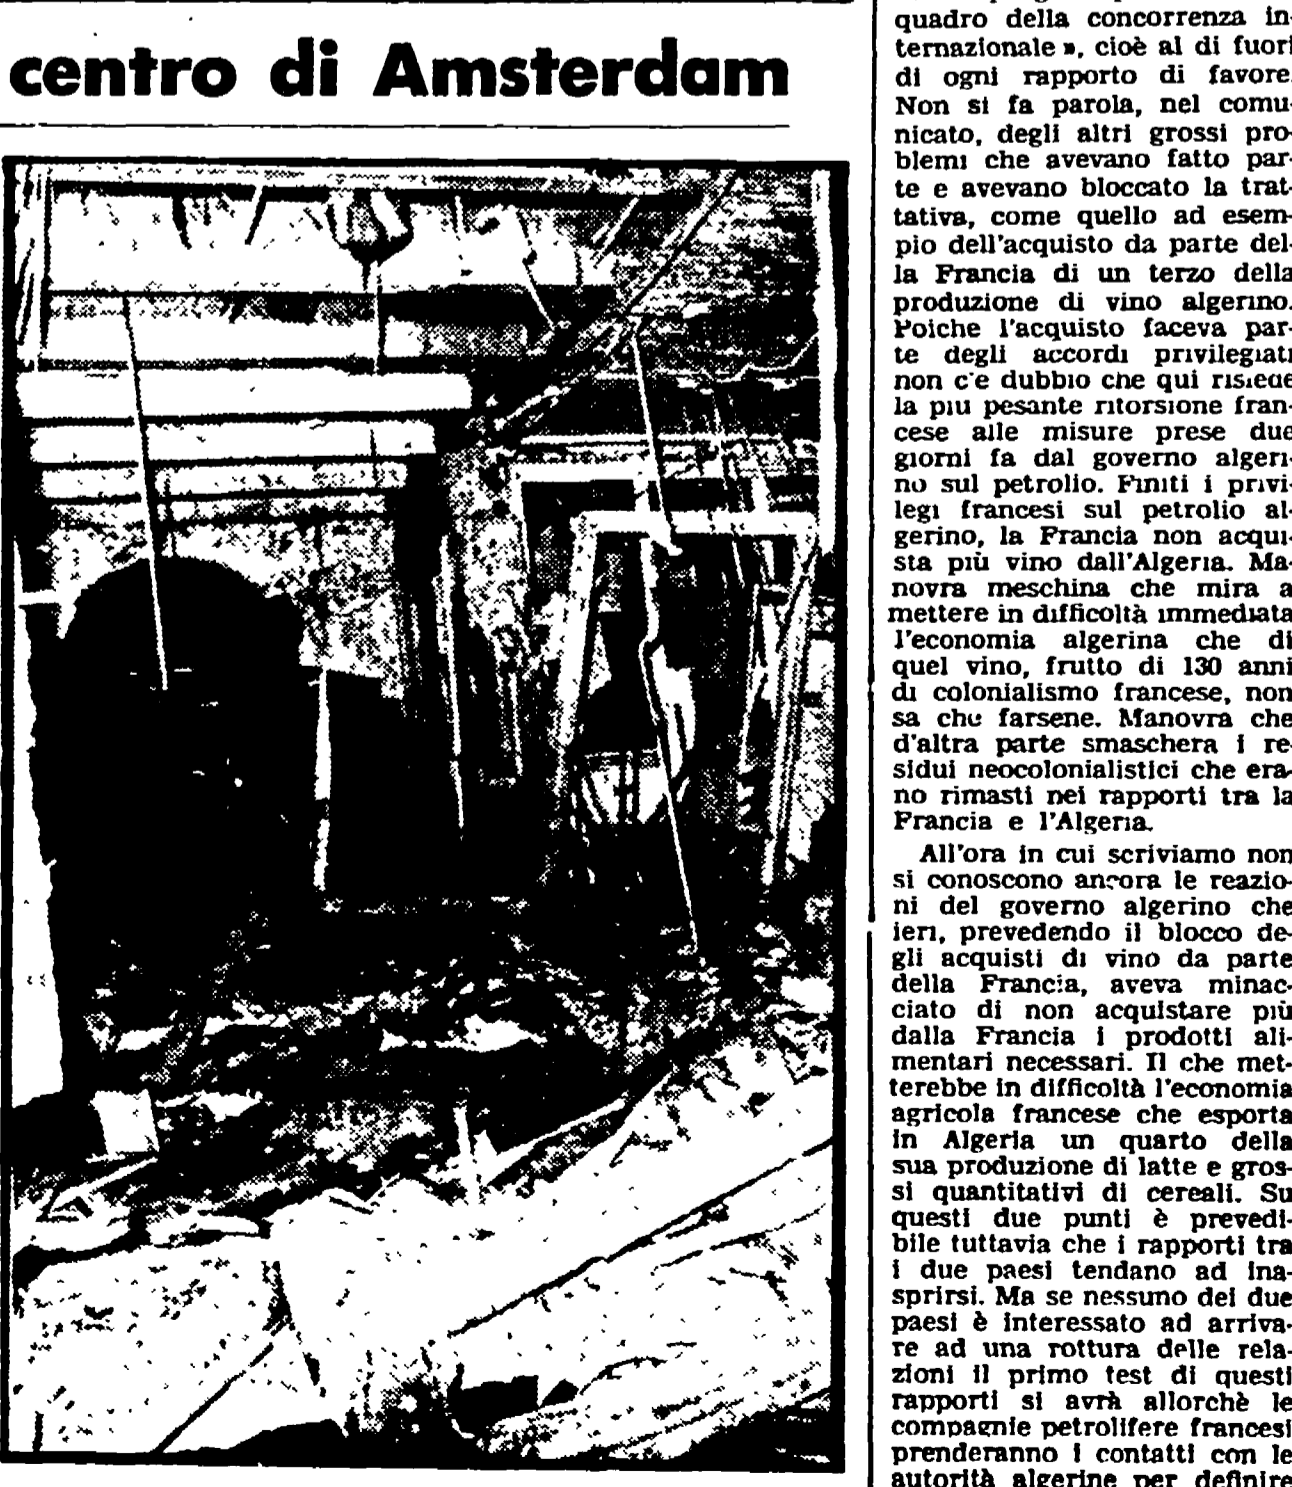 centro di Amsterdam
quadro della concorrenza in-
ternazionale », cioè al di fuori
di ogni rapporto di favore.
Non si fa parola, nel comu-
nicato, degli altri grossi pro-
blemi che avevano fatto par-
te e avevano bloccato la trat-
tativa, come quello ad esem-
pio dell'acquisto da parte del-
la Francia di un terzo della
produzione di vino algerino.
Poiche l'acquisto faceva par-
te degli accordi privilegiati
non c'e dubbio che qui risiede
la piu pesante ritorsione fran-
cese alle misure prese due
giorni fa dal governo algeri-
no sul petrolio. Finiti i privi-
legi francesi sul petrolio al-
gerino, la Francia non acqui-
sta più vino dall'Algeria. Ma-
novra meschina che mira a
mettere in difficoltà immediata
l'economia algerina che di
quel vino, frutto di 130 anni
di colonialismo francese, non
sa che farsene. Manovra che
d'altra parte smaschera i re-
sidui neocolonialistici che era-
no rimasti nei rapporti tra la
Francia e l'Algeria.
All'ora in cui scriviamo non
si conoscono ancora le reazio-
ni del governo algerino che
ieri, prevedendo il blocco de-
gli acquisti di vino da parte
della Francia, aveva minac-
ciato di non acquistare più
dalla Francia i prodotti ali-
mentari necessari. Il che met-
terebbe in difficoltà l'economia
agricola francese che esporta
in Algeria un quarto della
sua produzione di latte e gros-
si quantitativi di cereali. Su
questi due punti è prevedi-
bile tuttavia che i rapporti tra
i due paesi tendano ad ina-
sprirsi. Ma se nessuno dei due
paesi è interessato ad arriva-
re ad una rottura delle rela-
zioni il primo test di questi
rapporti si avrà allorchè le
compagnie petrolifere francesi
prenderanno i contatti con le
autorità algerine per definire